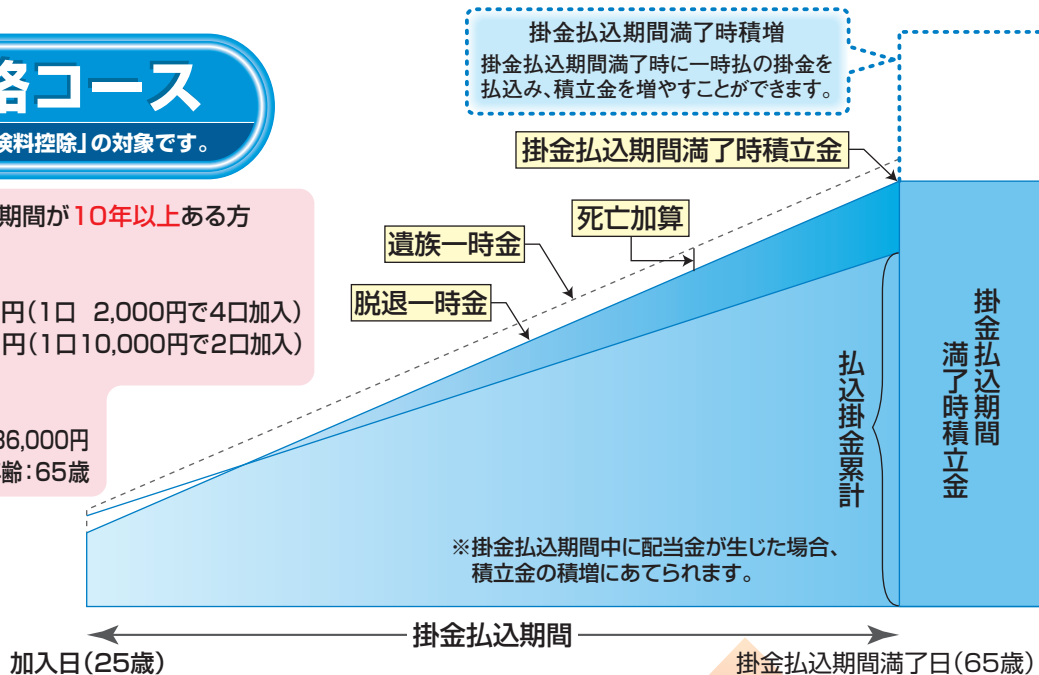 掛金払込期間満了時積増
掛金払込期間満了時に一時払の掛金を
払込み、積立金を増やすことができます。
コース
険料控除」の対象です。
期間が10年以上ある方
円(1口 2,000円で4口加入)
円(1口10,000円で2口加入)
36,000円
齢:65歳
掛金払込期間満了時積立金
死亡加算
遺族一時金
脱退一時金
払込掛金累計
掛金払込期間
満了時積立金
※掛金払込期間中に配当金が生じた場合、
積立金の積増にあてられます。
掛金払込期間
加入日(25歳)
掛金払込期間満了日(65歳)